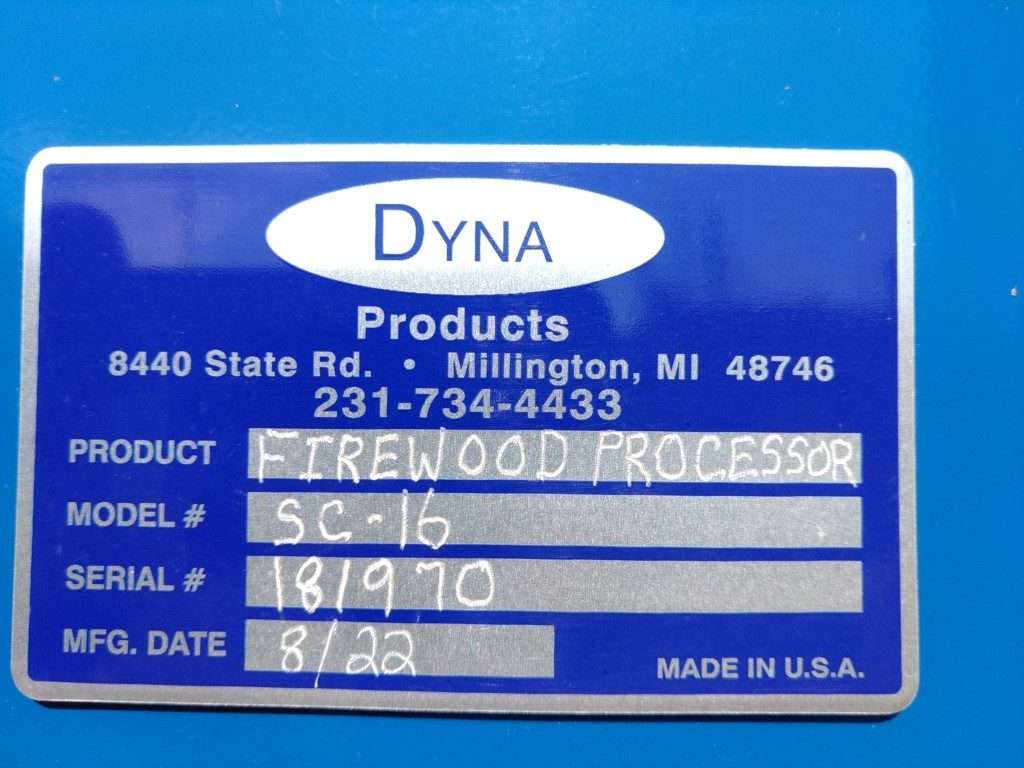 DYNA
Products
8440 State Rd. • Millington, MI 48746
231-734-4433
PRODUCT FIREWOOD PROCESSOR
MODEL # SC-16
SERIAL # 181970
MFG. DATE 8/22
MADE IN U.S.A.